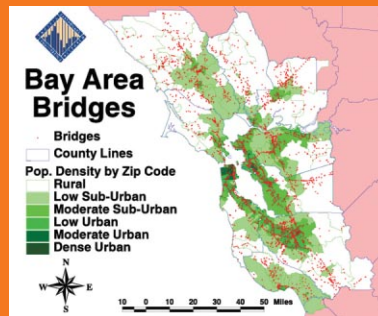 Bay Area
Bridges
Bridges
County Lines
Pop. Density by Zip Code
Rural
Low Sub-Urban
Moderate Sub-Urban
Low Urban
Moderate Urban
Dense Urban
N
W E
S
10 0 10 20 30 40 50 Miles